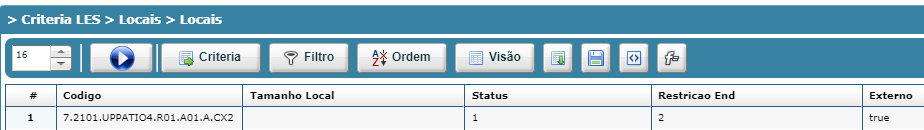 > Criteria LES > Locais > Locais
16 Criteria Filtro Ordem Visão
# Codigo Tamanho Local Status Restricao End Externo
1 7.2101.UPPATIO4.R01.A01.A.CX2 1 2 true